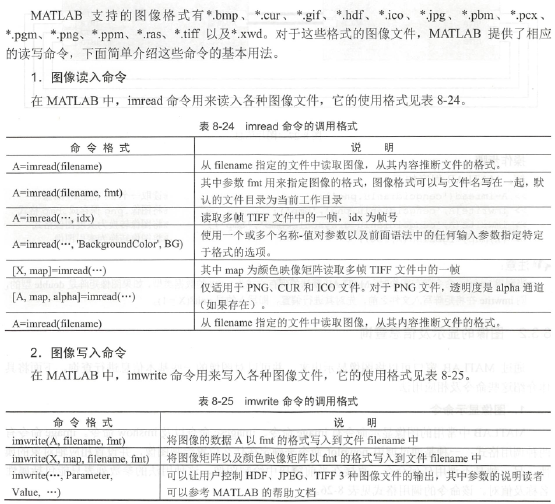 MATLAB 支持的图像格式有*.bmp、*.cur、*.gif、*.hdf、*.ico、*.jpg、*.pbm、*.pcx、
*.pgm、*.png、*.ppm、*.ras、*.tiff 以及*.xwd。对于这些格式的图像文件，MATLAB 提供了相应
的读写命令，下面简单介绍这些命令的基本用法。
1．图像读入命令
在 MATLAB 中，imread 命令用来读入各种图像文件，它的使用格式见表 8-24。
表 8-24 imread 命令的调用格式
命 令 格 式 说 明
A=imread(filename) 从 filename 指定的文件中读取图像，从其内容推断文件的格式。
A=imread(filename, fmt) 其中参数 fmt 用来指定图像的格式，图像格式可以与文件名写在一起，默
认的文件目录为当前工作目录
A=imread(…, idx) 读取多帧 TIFF 文件中的一帧，idx 为帧号
A=imread(…, 'BackgroundColor', BG) 使用一个或多个名称-值对参数以及前面语法中的任何输入参数指定特定
于格式的选项。
[X, map]=imread(…) 其中 map 为颜色映像矩阵读取多帧 TIFF 文件中的一帧
[A, map, alpha]=imread(…) 仅适用于 PNG、CUR 和 ICO 文件。对于 PNG 文件，透明度是 alpha 通道
（如果存在）。
A=imread(filename) 从 filename 指定的文件中读取图像，从其内容推断文件的格式。
2．图像写入命令
在 MATLAB 中，imwrite 命令用来写入各种图像文件，它的使用格式见表 8-25。
表 8-25 imwrite 命令的调用格式
命 令 格 式 说 明
imwrite(A, filename, fmt) 将图像的数据 A 以 fmt 的格式写入到文件 filename 中
imwrite(X, map, filename, fmt) 将图像矩阵以及颜色映像矩阵以 fmt 的格式写入到文件 filename 中
imwrite(…, Parameter, 可以让用户控制 HDF、JPEG、TIFF 3 种图像文件的输出，其中参数的说明读者
Value, …) 可以参考 MATLAB 的帮助文档